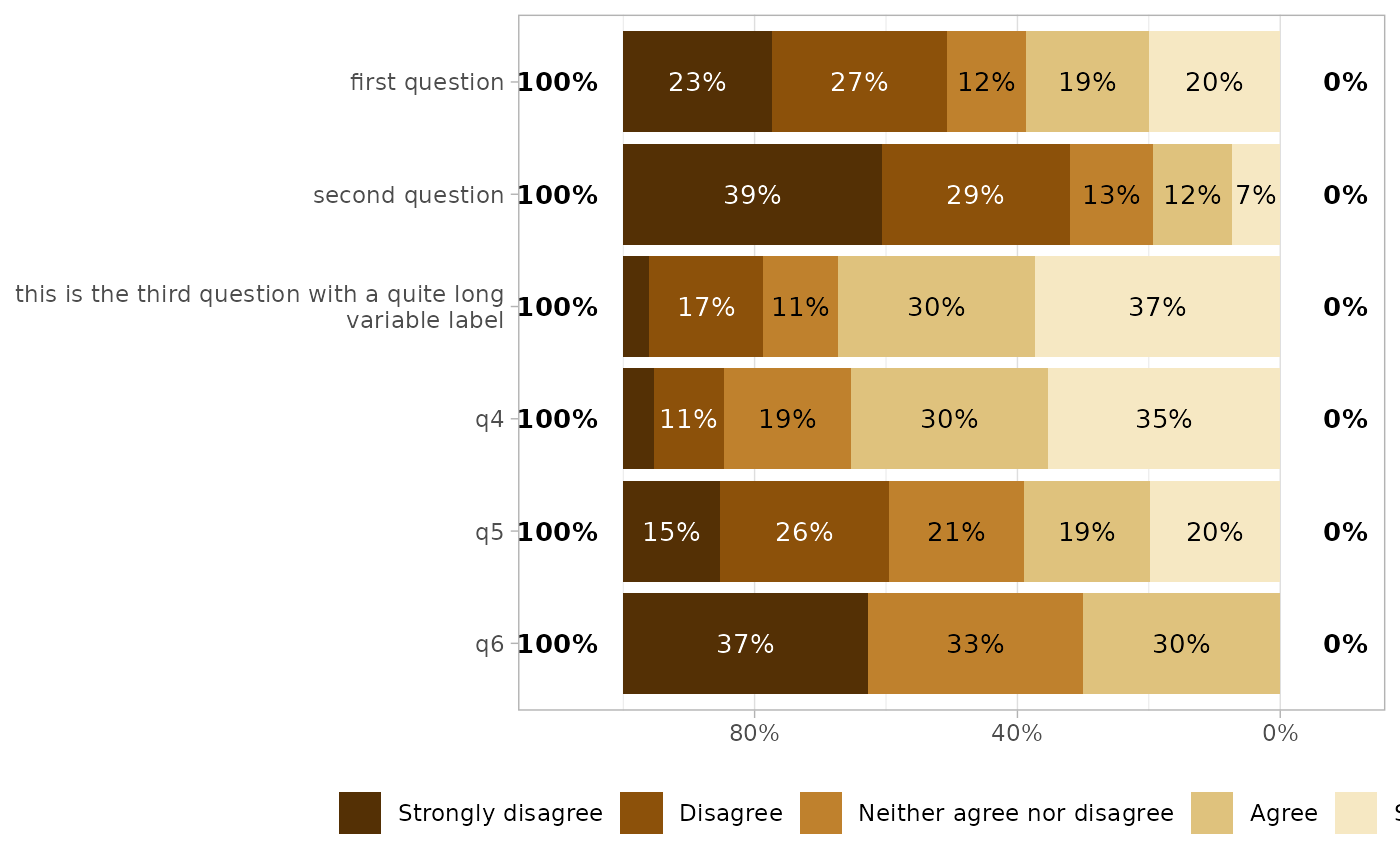 first question 100% 23% 27% 12% 19% 20% 0%
second question 100% 39% 29% 13% 12% 7% 0%
this is the third question with a quite long
variable label 100% 17% 11% 30% 37% 0%
q4 100% 11% 19% 30% 35% 0%
q5 100% 15% 26% 21% 19% 20% 0%
q6 100% 37% 33% 30% 0%
80% 40% 0%
Strongly disagree Disagree Neither agree nor disagree Agree